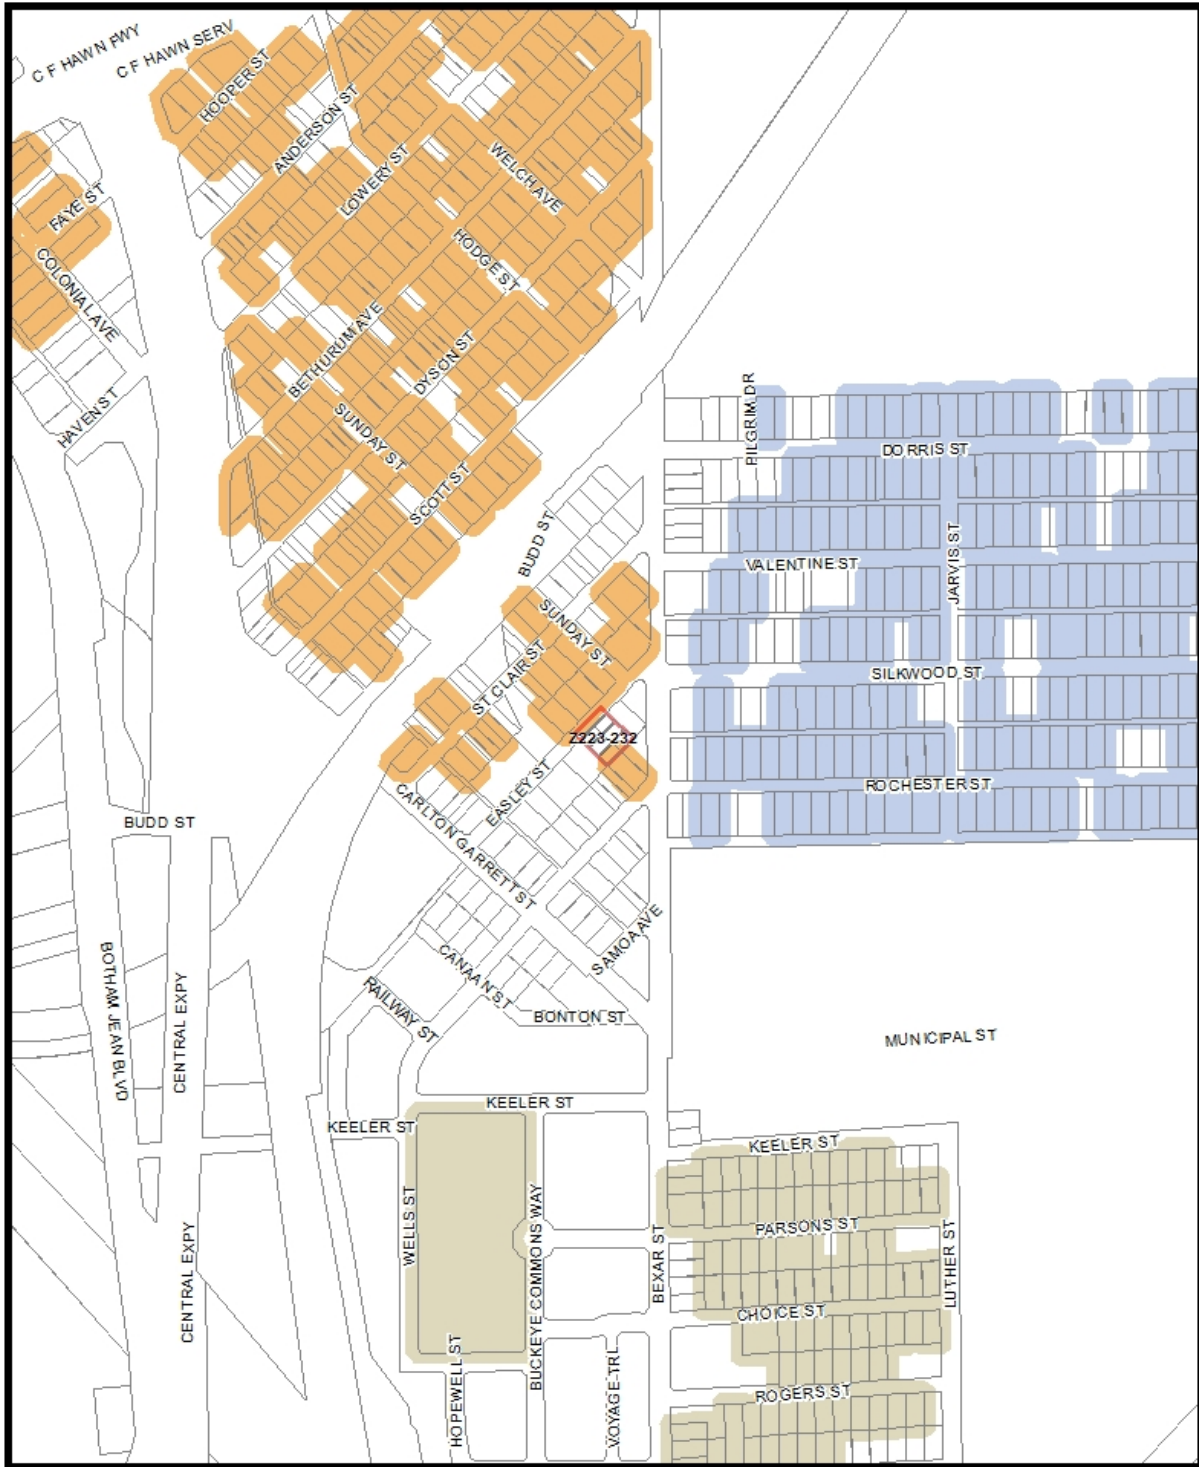 C F HAWN FWY
C F HAWN SERV
HOOPER ST
ANDERSON ST
LOWERY ST
WELCH AVE
FAYE ST
HODGE ST
COLONIAL AVE
BETHURUM AVE
DYSON ST
PILGRIM DR
HAVEN ST
SUNDAY ST
DORRIS ST
SCOTT ST
BUDD ST
JARVIS ST
VALENTINE ST
SUNDAY ST
ST CLAIR ST
SILKWOOD ST
Z223-232
EASLEY ST
ROCHESTER ST
CARLTON GARRETT ST
BUDD ST
SAMOA AVE
CANAAN ST
BOTHAM JEAN BLVD
CENTRAL EXPY
RAILWAY ST
BONTON ST
MUNICIPAL ST
KEELER ST
KEELER ST
KEELER ST
WELLS ST
BUCKEYE COMMONS WAY
PARSONS ST
BEXAR ST
LUTHER ST
CENTRAL EXPY
CHOICE ST
HOPEWELL ST
VOYAGE TRL
ROGERS ST